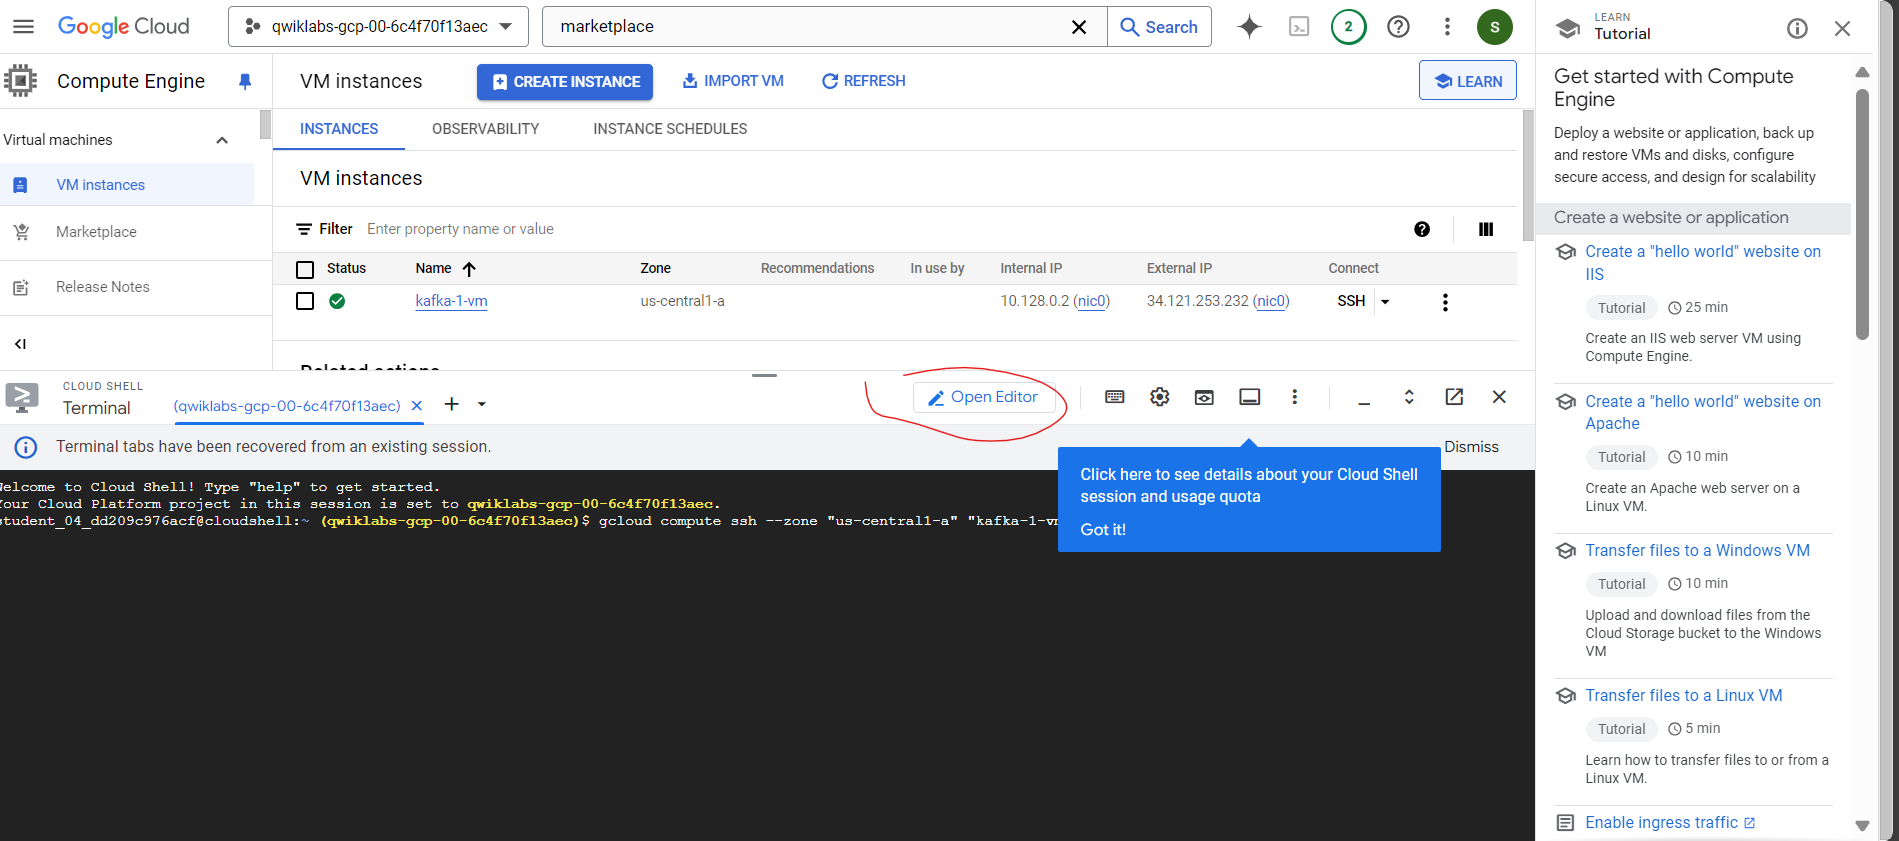 Google Cloud
qwiklabs-gcp-00-6c4f70f13aec
marketplace
Search
2
S
Compute Engine
VM instances
CREATE INSTANCE
IMPORT VM
REFRESH
LEARN
Virtual machines
VM instances
Marketplace
Release Notes
INSTANCES
OBSERVABILITY
INSTANCE SCHEDULES
VM instances
Filter
Enter property name or value
Status
Name
Zone
Recommendations
In use by
Internal IP
External IP
Connect
kafka-1-vm
us-central1-a
10.128.0.2 (nic0)
34.121.253.232 (nic0)
SSH
Related actions
CLOUD SHELL
Terminal
(qwiklabs-gcp-00-6c4f70f13aec)
Open Editor
Terminal tabs have been recovered from an existing session.
Dismiss
Welcome to Cloud Shell! Type "help" to get started.
Your Cloud Platform project in this session is set to qwiklabs-gcp-00-6c4f70f13aec.
student_04_dd209c976acf@cloudshell:~ (qwiklabs-gcp-00-6c4f70f13aec)$ gcloud compute ssh --zone "us-central1-a" "kafka-1-vm
Click here to see details about your Cloud Shell
session and usage quota
Got it!
LEARN
Tutorial
Get started with Compute
Engine
Deploy a website or application, back up
and restore VMs and disks, configure
secure access, and design for scalability
Create a website or application
Create a "hello world" website on
IIS
Tutorial
25 min
Create an IIS web server VM using
Compute Engine.
Create a "hello world" website on
Apache
Tutorial
10 min
Create an Apache web server on a
Linux VM.
Transfer files to a Windows VM
Tutorial
10 min
Upload and download files from the
Cloud Storage bucket to the Windows
VM
Transfer files to a Linux VM
Tutorial
5 min
Learn how to transfer files to or from a
Linux VM.
Enable ingress traffic